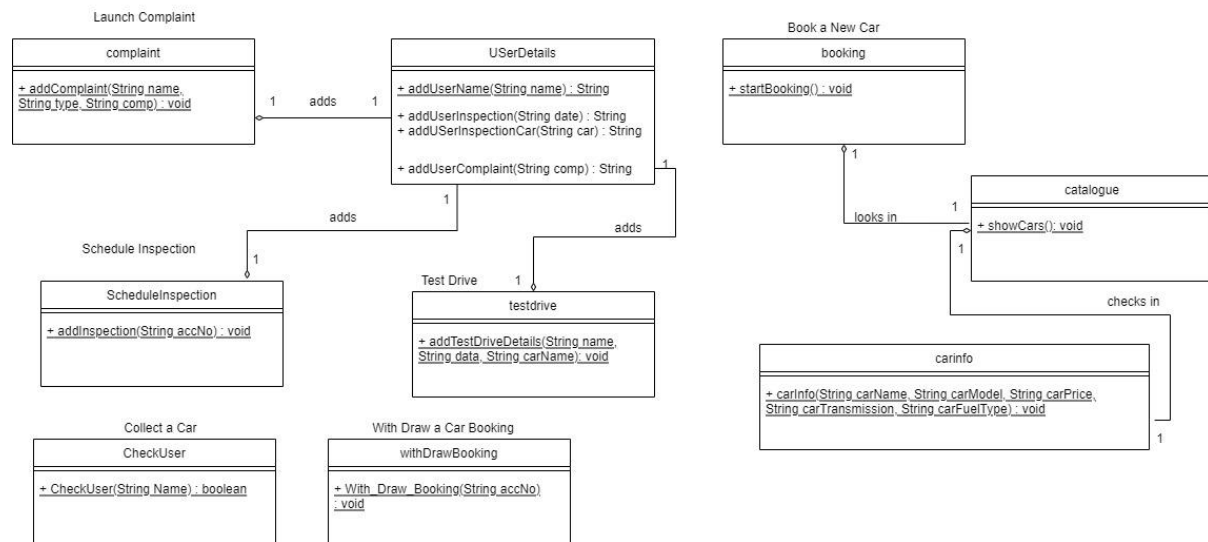 Launch Complaint
complaint
+ addComplaint(String name,
String type, String comp) : void
1
adds
1
USerDetails
+ addUserName(String name) : String
+ addUserInspection(String date) : String
+ addUSerInspectionCar(String car) : String
+ addUserComplaint(String comp) : String
1
1
adds
adds
Schedule Inspection
1
ScheduleInspection
+ addInspection(String accNo) : void
Test Drive
1
testdrive
+ addTestDriveDetails(String name,
String data, String carName): void
Book a New Car
booking
+ startBooking() : void
1
looks in
1
catalogue
+ showCars(): void
1
checks in
carinfo
+ carInfo(String carName, String carModel, String carPrice,
String carTransmission, String carFuelType) : void
1
Collect a Car
CheckUser
+ CheckUser(String Name) : boolean
With Draw a Car Booking
withDrawBooking
+ With_Draw_Booking(String accNo)
: void